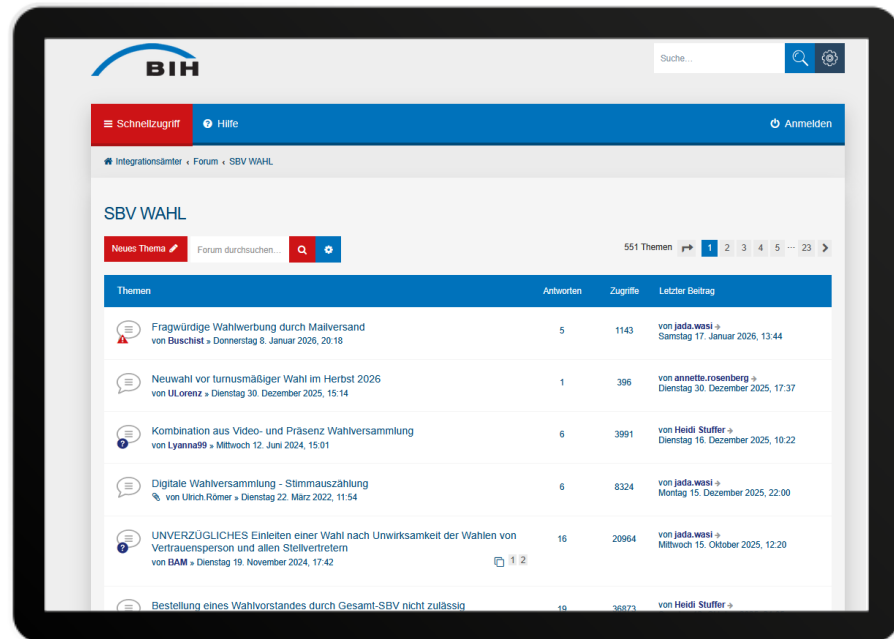 BIH
Suche...
Schnellzugriff Hilfe Anmelden
Integrationsämter ‹ Forum ‹ SBV WAHL
SBV WAHL
Neues Thema Forum durchsuchen... 551 Themen 1 2 3 4 5 ... 23
Themen Antworten Zugriffe Letzter Beitrag
Fragwürdige Wahlwerbung durch Mailversand 5 1143 von jada.wasi
von Buschist » Donnerstag 8. Januar 2026, 20:18 Samstag 17. Januar 2026, 13:44
Neuwahl vor turnusmäßiger Wahl im Herbst 2026 1 396 von annette.rosenberg
von ULorenz » Dienstag 30. Dezember 2025, 15:14 Dienstag 30. Dezember 2025, 17:37
Kombination aus Video- und Präsenz Wahlversammlung 6 3991 von Heidi Stuffer
von Lyanna99 » Mittwoch 12. Juni 2024, 15:01 Dienstag 16. Dezember 2025, 10:22
Digitale Wahlversammlung - Stimmauszählung 6 8324 von jada.wasi
von Ulrich.Römer » Dienstag 22. März 2022, 11:54 Montag 15. Dezember 2025, 22:00
UNVERZÜGLICHES Einleiten einer Wahl nach Unwirksamkeit der Wahlen von 16 20964 von jada.wasi
Vertrauensperson und allen Stellvertretern Mittwoch 15. Oktober 2025, 12:20
von BAM » Dienstag 19. November 2024, 17:42 1 2
Bestellung eines Wahlvorstandes durch Gesamt-SBV nicht zulässig 19 36873 von Heidi Stuffer